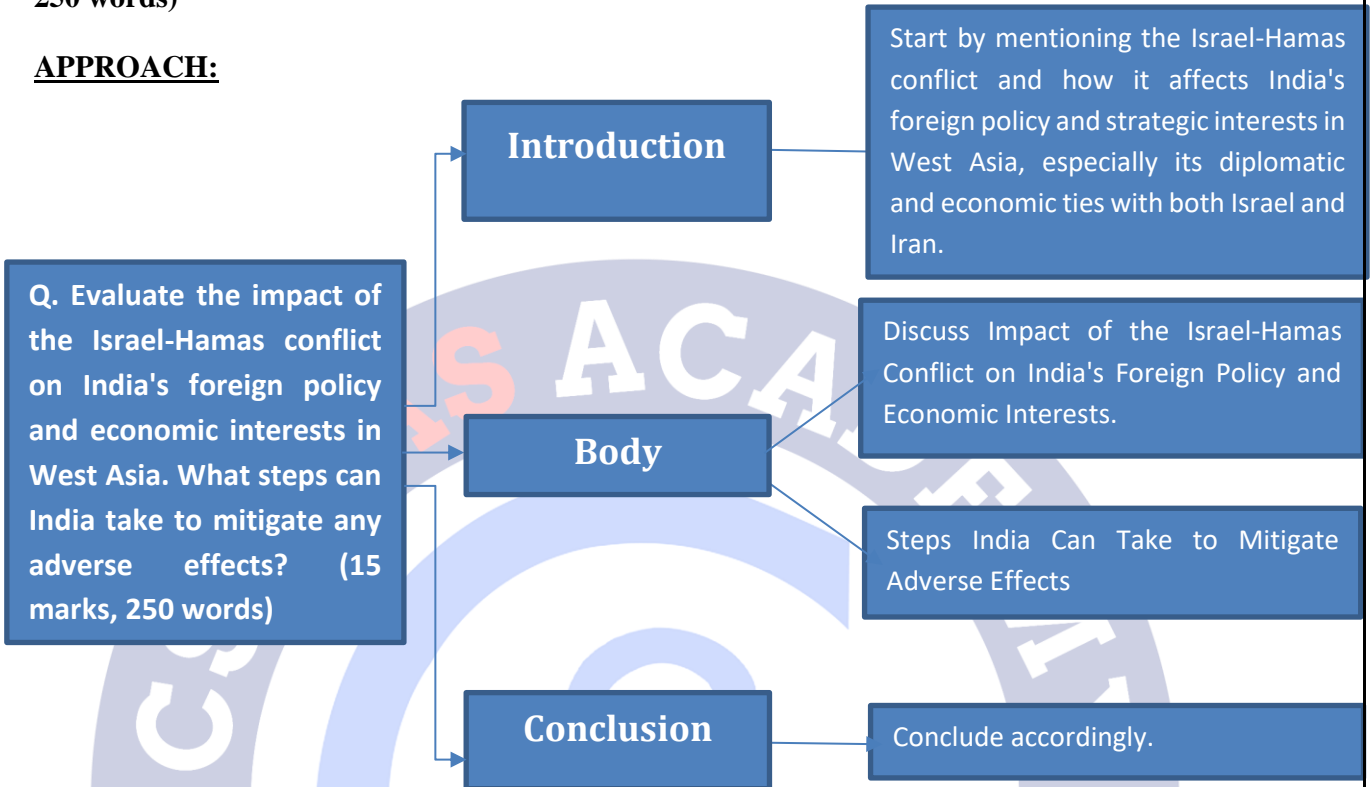 250 words)
APPROACH:
Introduction
Start by mentioning the Israel-Hamas
conflict and how it affects India's
foreign policy and strategic interests in
West Asia, especially its diplomatic
and economic ties with both Israel and
Iran.
Q. Evaluate the impact of
the Israel-Hamas conflict
on India's foreign policy
and economic interests in
West Asia. What steps can
India take to mitigate any
adverse effects? (15
marks, 250 words)
Body
Discuss Impact of the Israel-Hamas
Conflict on India's Foreign Policy and
Economic Interests.
Steps India Can Take to Mitigate
Adverse Effects
Conclusion
Conclude accordingly.